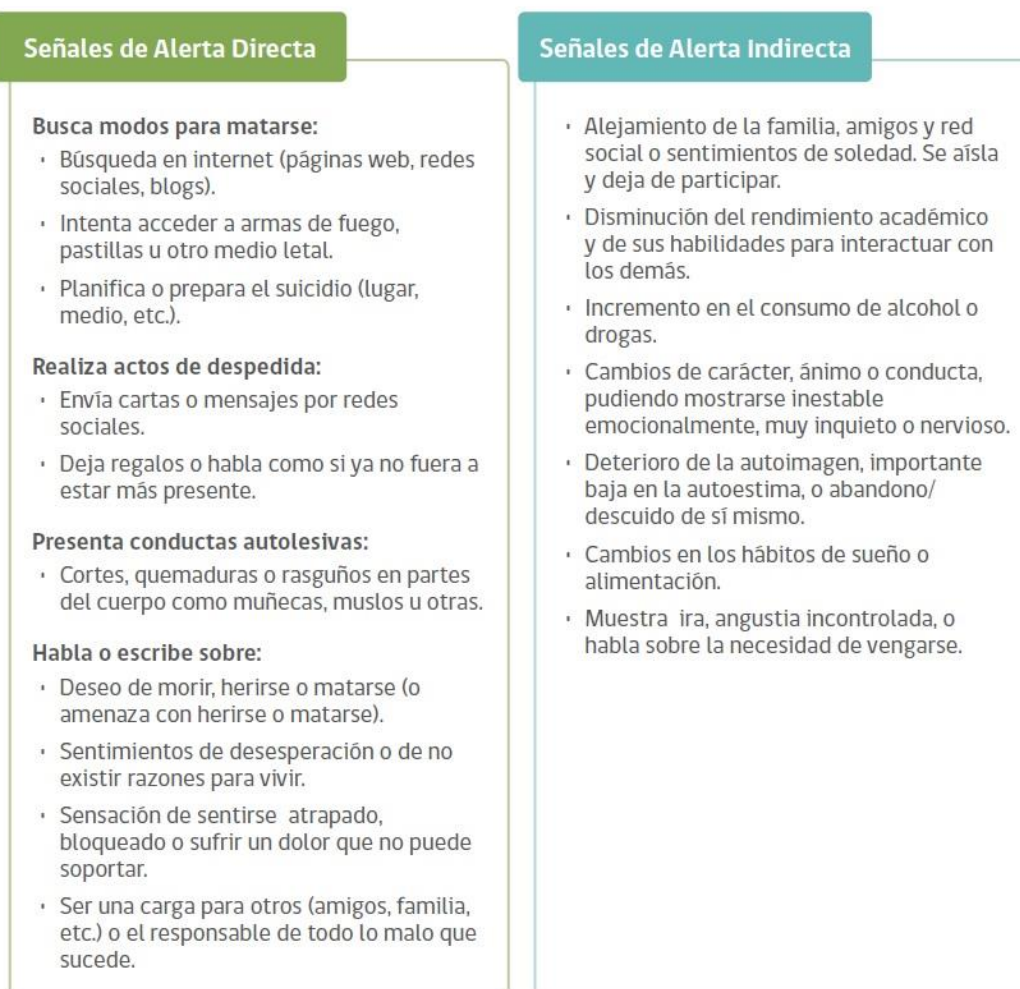 Señales de Alerta Directa
Busca modos para matarse:
· Búsqueda en internet (páginas web, redes
sociales, blogs).
· Intenta acceder a armas de fuego,
pastillas u otro medio letal.
· Planifica o prepara el suicidio (lugar,
medio, etc.).
Realiza actos de despedida:
· Envía cartas o mensajes por redes
sociales.
· Deja regalos o habla como si ya no fuera a
estar más presente.
Presenta conductas autolesivas:
· Cortes, quemaduras o rasguños en partes
del cuerpo como muñecas, muslos u otras.
Habla o escribe sobre:
· Deseo de morir, herirse o matarse (o
amenaza con herirse o matarse).
· Sentimientos de desesperación o de no
existir razones para vivir.
· Sensación de sentirse atrapado,
bloqueado o sufrir un dolor que no puede
soportar.
· Ser una carga para otros (amigos, familia,
etc.) o el responsable de todo lo malo que
sucede.
Señales de Alerta Indirecta
· Alejamiento de la familia, amigos y red
social o sentimientos de soledad. Se aísla
y deja de participar.
· Disminución del rendimiento académico
y de sus habilidades para interactuar con
los demás.
· Incremento en el consumo de alcohol o
drogas.
· Cambios de carácter, ánimo o conducta,
pudiendo mostrarse inestable
emocionalmente, muy inquieto o nervioso.
· Deterioro de la autoimagen, importante
baja en la autoestima, o abandono/
descuido de sí mismo.
· Cambios en los hábitos de sueño o
alimentación.
· Muestra ira, angustia incontrolada, o
habla sobre la necesidad de vengarse.